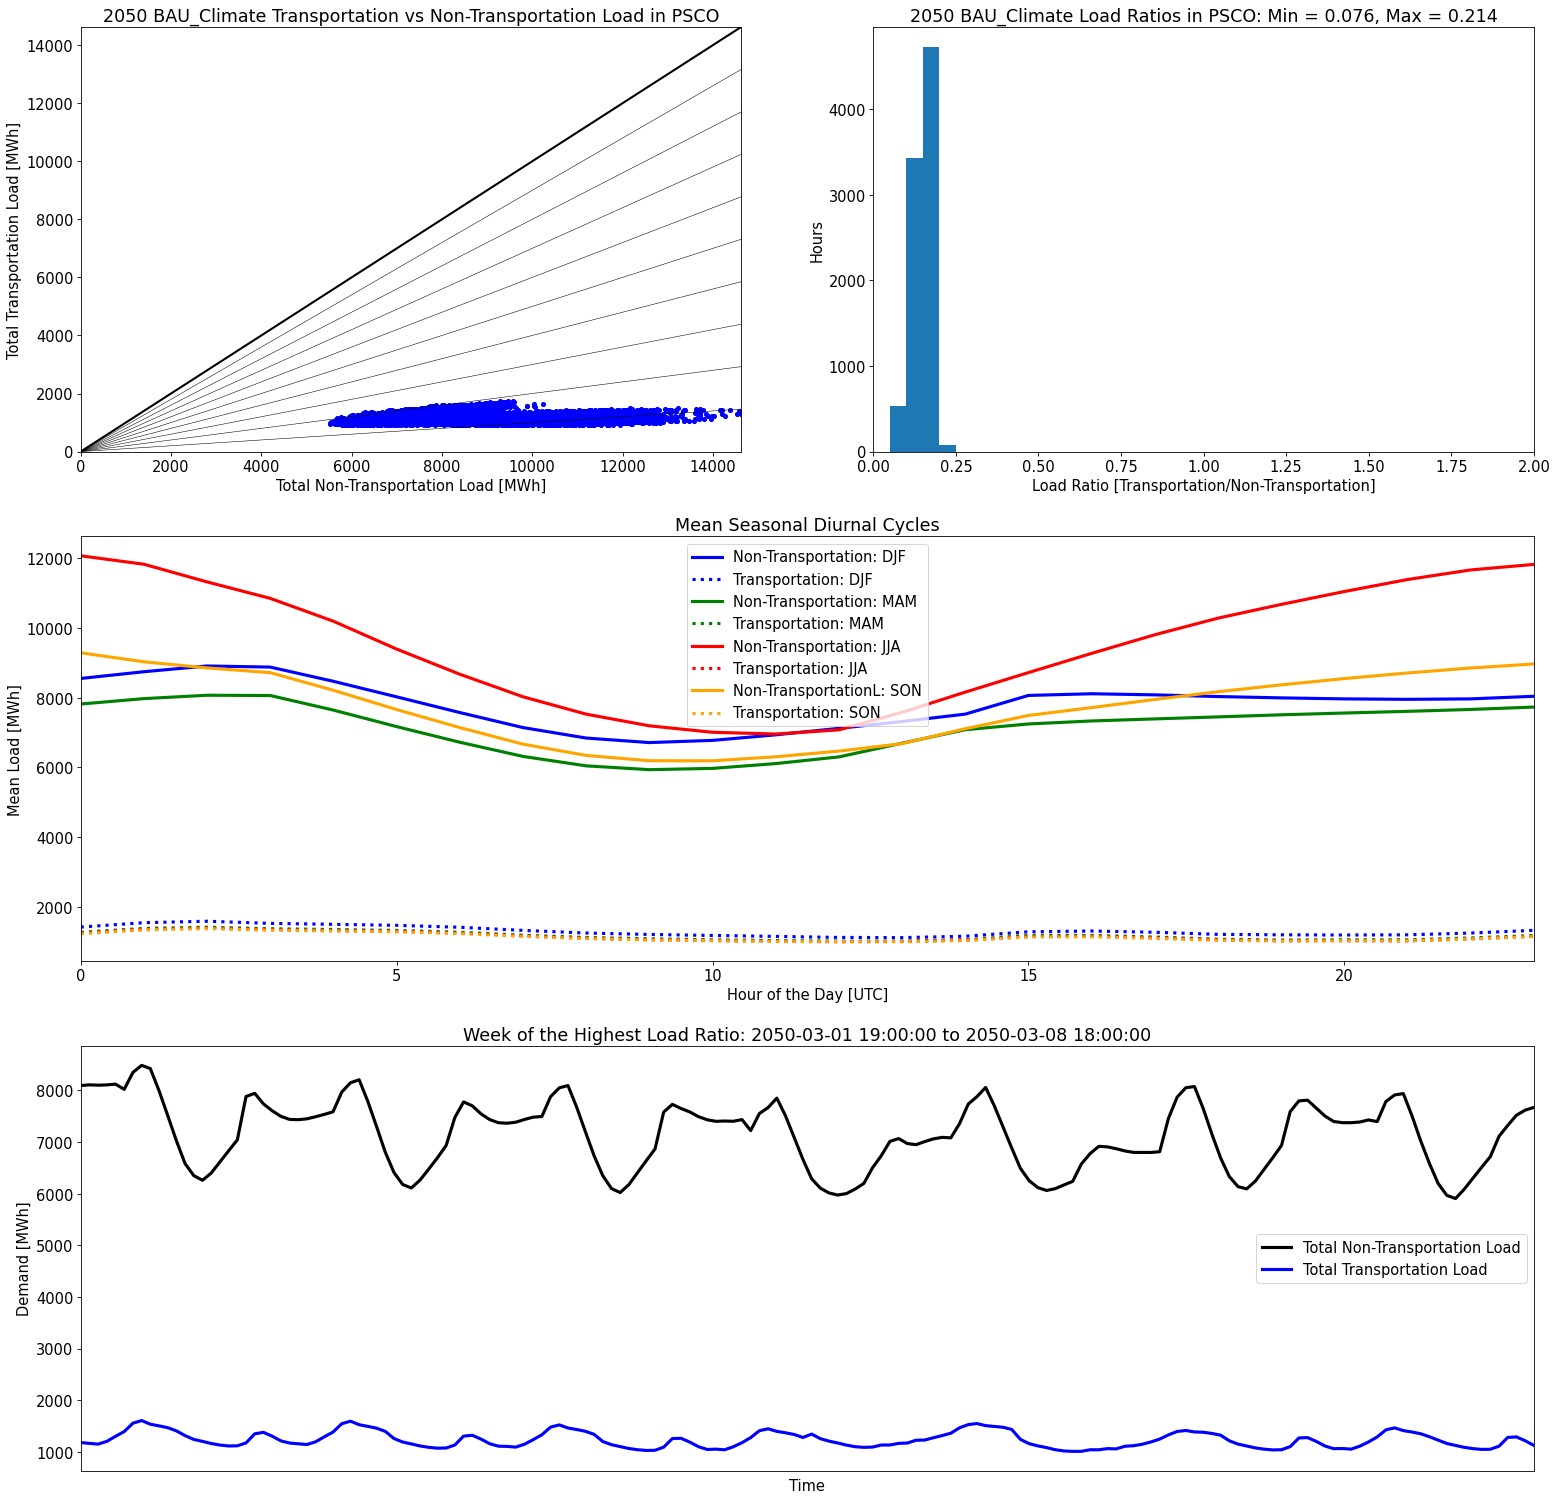 2050 BAU_Climate Transportation vs Non-Transportation Load in PSCO
14000
12000
10000
8000
6000
4000
2000
0
Total Transportation Load [MWh]
0 2000 4000 6000 8000 10000 12000 14000
Total Non-Transportation Load [MWh]
2050 BAU_Climate Load Ratios in PSCO: Min = 0.076, Max = 0.214
4000
3000
2000
1000
0
Hours
0.00 0.25 0.50 0.75 1.00 1.25 1.50 1.75 2.00
Load Ratio [Transportation/Non-Transportation]
Mean Seasonal Diurnal Cycles
12000
10000
8000
6000
4000
2000
Mean Load [MWh]
Non-Transportation: DJF
Transportation: DJF
Non-Transportation: MAM
Transportation: MAM
Non-Transportation: JJA
Transportation: JJA
Non-TransportationL: SON
Transportation: SON
0 5 10 15 20
Hour of the Day [UTC]
Week of the Highest Load Ratio: 2050-03-01 19:00:00 to 2050-03-08 18:00:00
8000
7000
6000
5000
4000
3000
2000
1000
Demand [MWh]
Total Non-Transportation Load
Total Transportation Load
Time